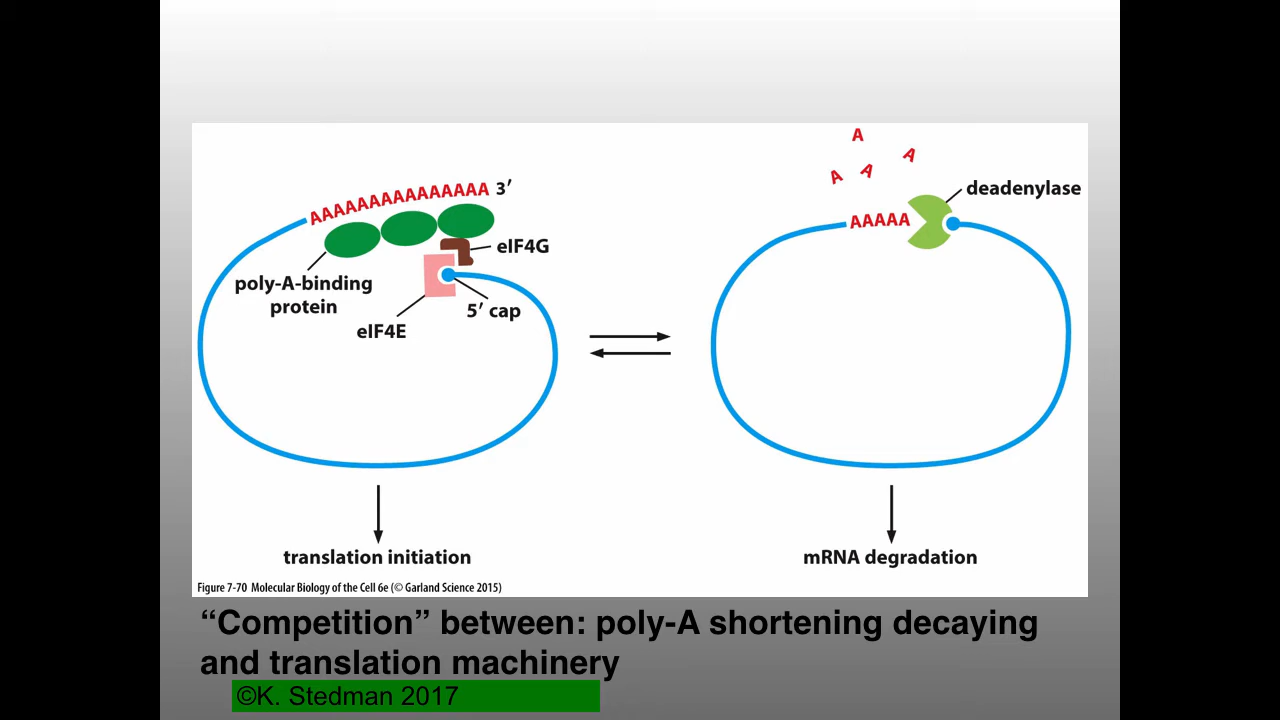 A
A
A
A
AAAAAAAAAAAAAAA 3′
deadenylase
AAAAA
eIF4G
poly-A-binding
protein
5′ cap
eIF4E
translation initiation
mRNA degradation
Figure 7-70 Molecular Biology of the Cell 6e (© Garland Science 2015)
“Competition” between: poly-A shortening decaying
and translation machinery
©K. Stedman 2017